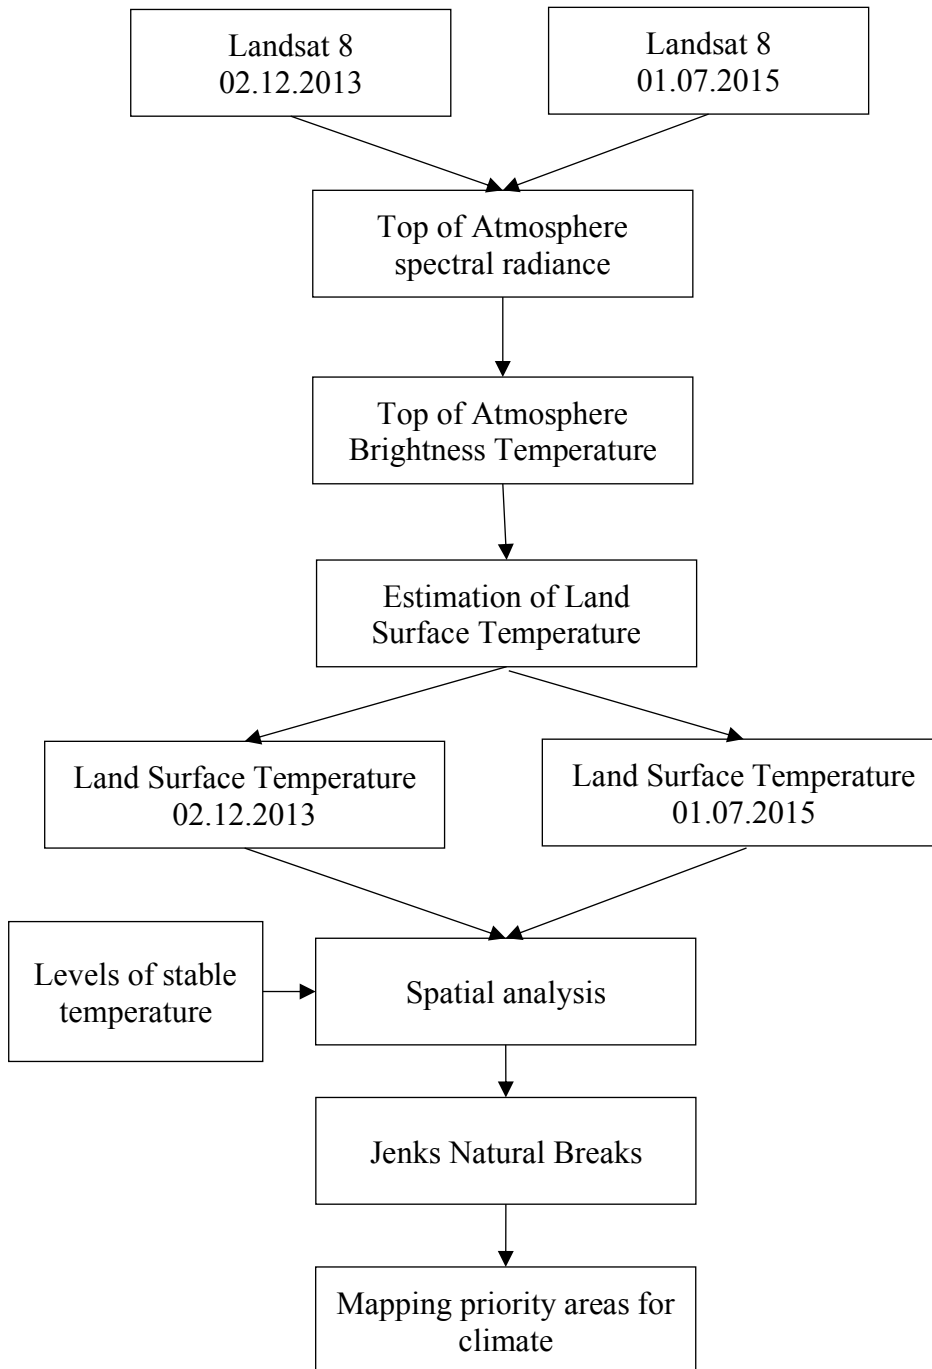 Landsat 8
02.12.2013
Landsat 8
01.07.2015
Top of Atmosphere
spectral radiance
Top of Atmosphere
Brightness Temperature
Estimation of Land
Surface Temperature
Land Surface Temperature
02.12.2013
Land Surface Temperature
01.07.2015
Levels of stable
temperature
Spatial analysis
Jenks Natural Breaks
Mapping priority areas for
climate